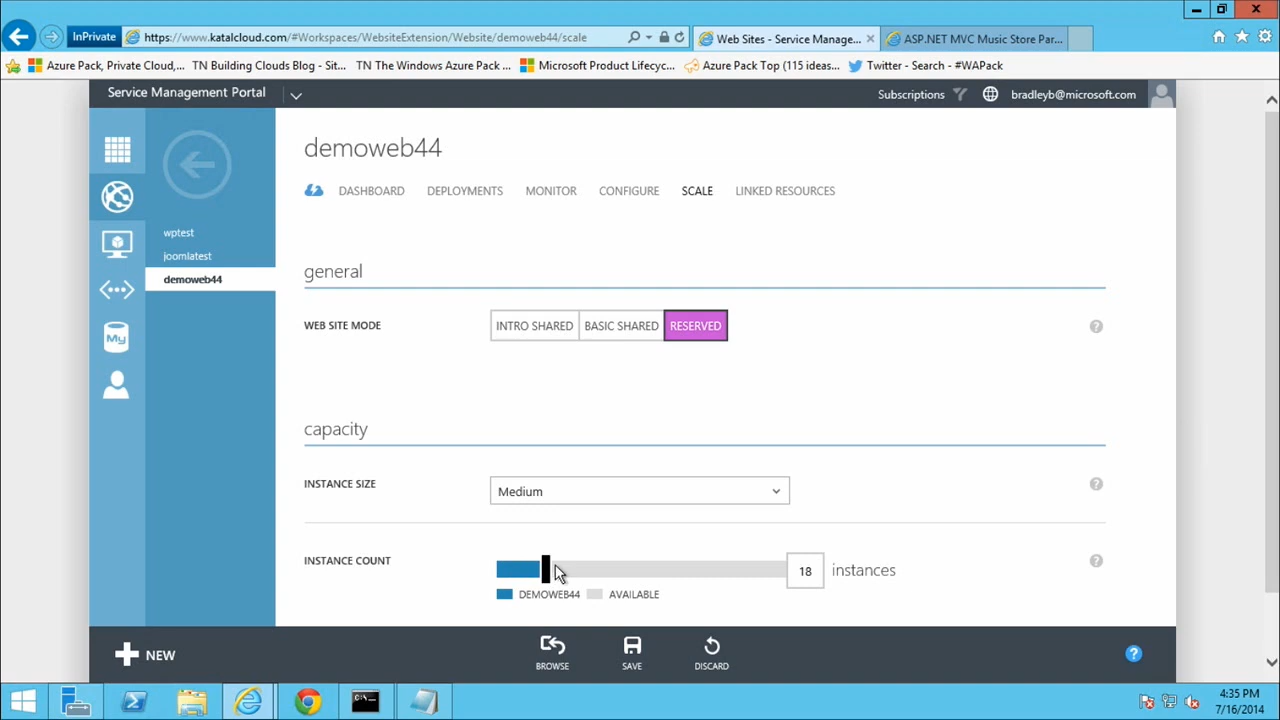 InPrivate https://www.katalcloud.com/#Workspaces/WebsiteExtension/Website/demoweb44/scale Web Sites - Service Manage... ASP.NET MVC Music Store Par...
Azure Pack, Private Cloud,... TN Building Clouds Blog - Sit... TN The Windows Azure Pack ... Microsoft Product Lifecyc... Azure Pack Top (115 ideas... Twitter - Search - #WAPack
Service Management Portal Subscriptions bradleyb@microsoft.com
demoweb44
DASHBOARD DEPLOYMENTS MONITOR CONFIGURE SCALE LINKED RESOURCES
wptest
joomlatest
demoweb44
general
WEB SITE MODE INTRO SHARED BASIC SHARED RESERVED ?
capacity
INSTANCE SIZE Medium ?
INSTANCE COUNT 18 instances ?
DEMOWEB44 AVAILABLE
My
NEW BROWSE SAVE DISCARD ?
4:35 PM
7/16/2014